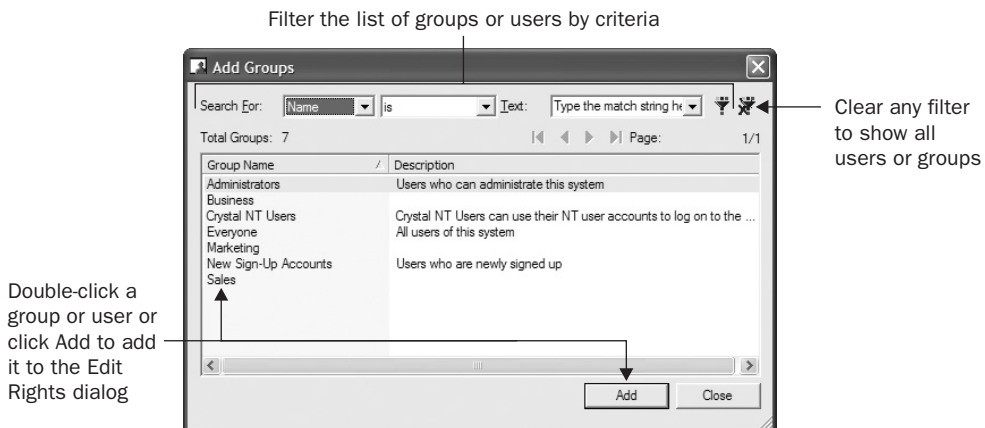 Filter the list of groups or users by criteria
Add Groups
Search For: Name is Text: Type the match string he
Total Groups: 7 Page: 1/1
Clear any filter
to show all
users or groups
Group Name / Description
Administrators Users who can administrate this system
Business
Crystal NT Users Crystal NT Users can use their NT user accounts to log on to the ...
Everyone All users of this system
Marketing
New Sign-Up Accounts Users who are newly signed up
Sales
Double-click a
group or user or
click Add to add
it to the Edit
Rights dialog
Add Close